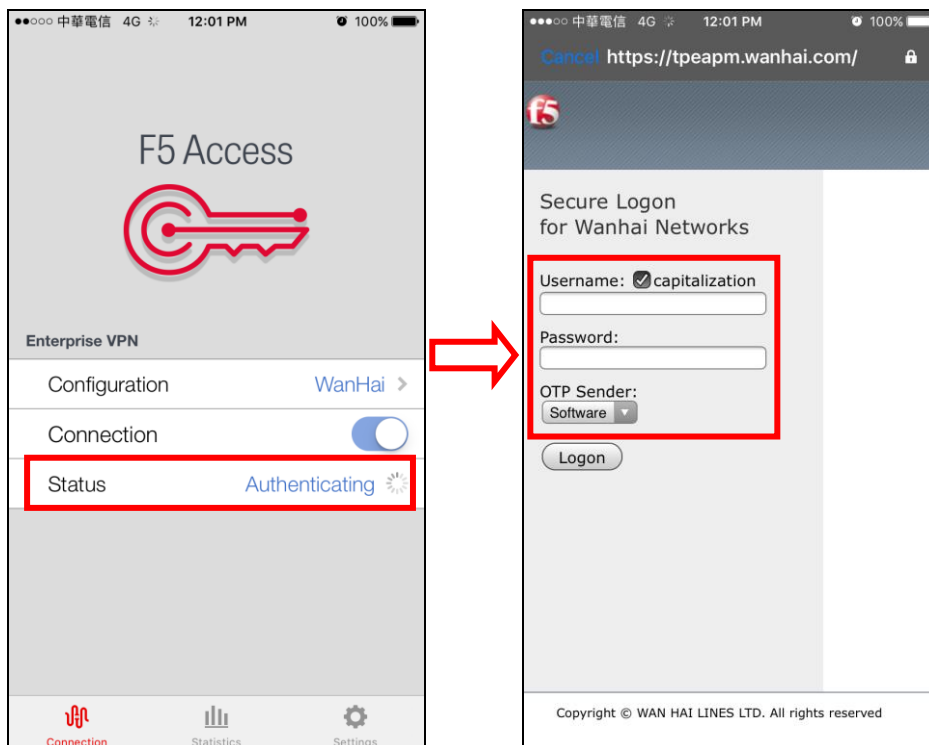 中華電信 4G 12:01 PM 100%
F5 Access
Enterprise VPN
Configuration WanHai
Connection
Status Authenticating
Connection Statistics Settings
中華電信 4G 12:01 PM 100%
Cancel https://tpeapm.wanhai.com/
f5
Secure Logon
for Wanhai Networks
Username: capitalization
Password:
OTP Sender:
Software
Logon
Copyright © WAN HAI LINES LTD. All rights reserved